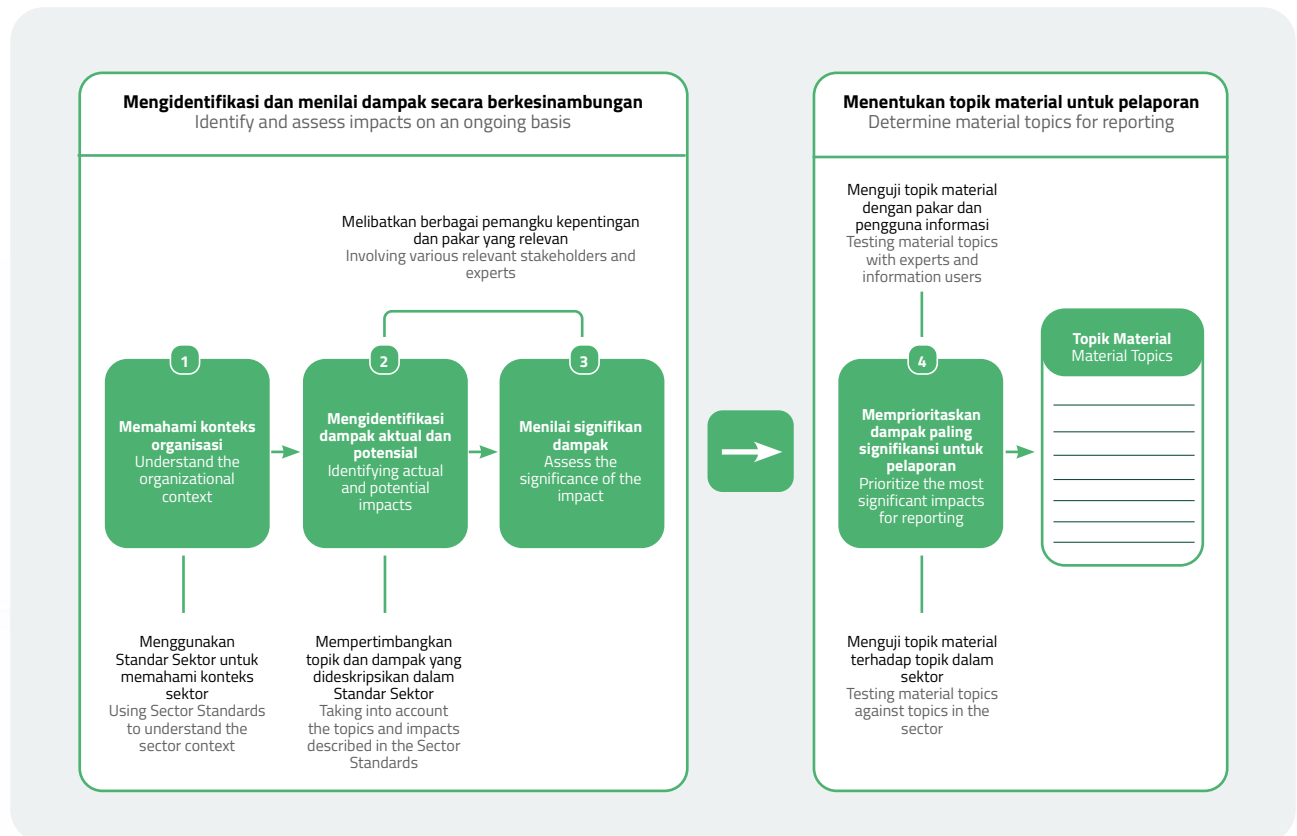 Mengidentifikasi dan menilai dampak secara berkesinambungan
Identify and assess impacts on an ongoing basis
Melibatkan berbagai pemangku kepentingan
dan pakar yang relevan
Involving various relevant stakeholders and
experts
1
Memahami konteks
organisasi
Understand the
organizational
context
2
Mengidentifikasi
dampak aktual dan
potensial
Identifying actual
and potential
impacts
3
Menilai signifikan
dampak
Assess the
significance of the
impact
Menggunakan
Standar Sektor untuk
memahami konteks
sektor
Using Sector Standards
to understand the
sector context
Mempertimbangkan
topik dan dampak yang
dideskripsikan dalam
Standar Sektor
Taking into account
the topics and impacts
described in the Sector
Standards
Menentukan topik material untuk pelaporan
Determine material topics for reporting
Menguji topik material
dengan pakar dan
pengguna informasi
Testing material topics
with experts and
information users
4
Memprioritaskan
dampak paling
signifikansi untuk
pelaporan
Prioritize the most
significant impacts
for reporting
Topik Material
Material Topics
Menguji topik material
terhadap topik dalam
sektor
Testing material topics
against topics in the
sector